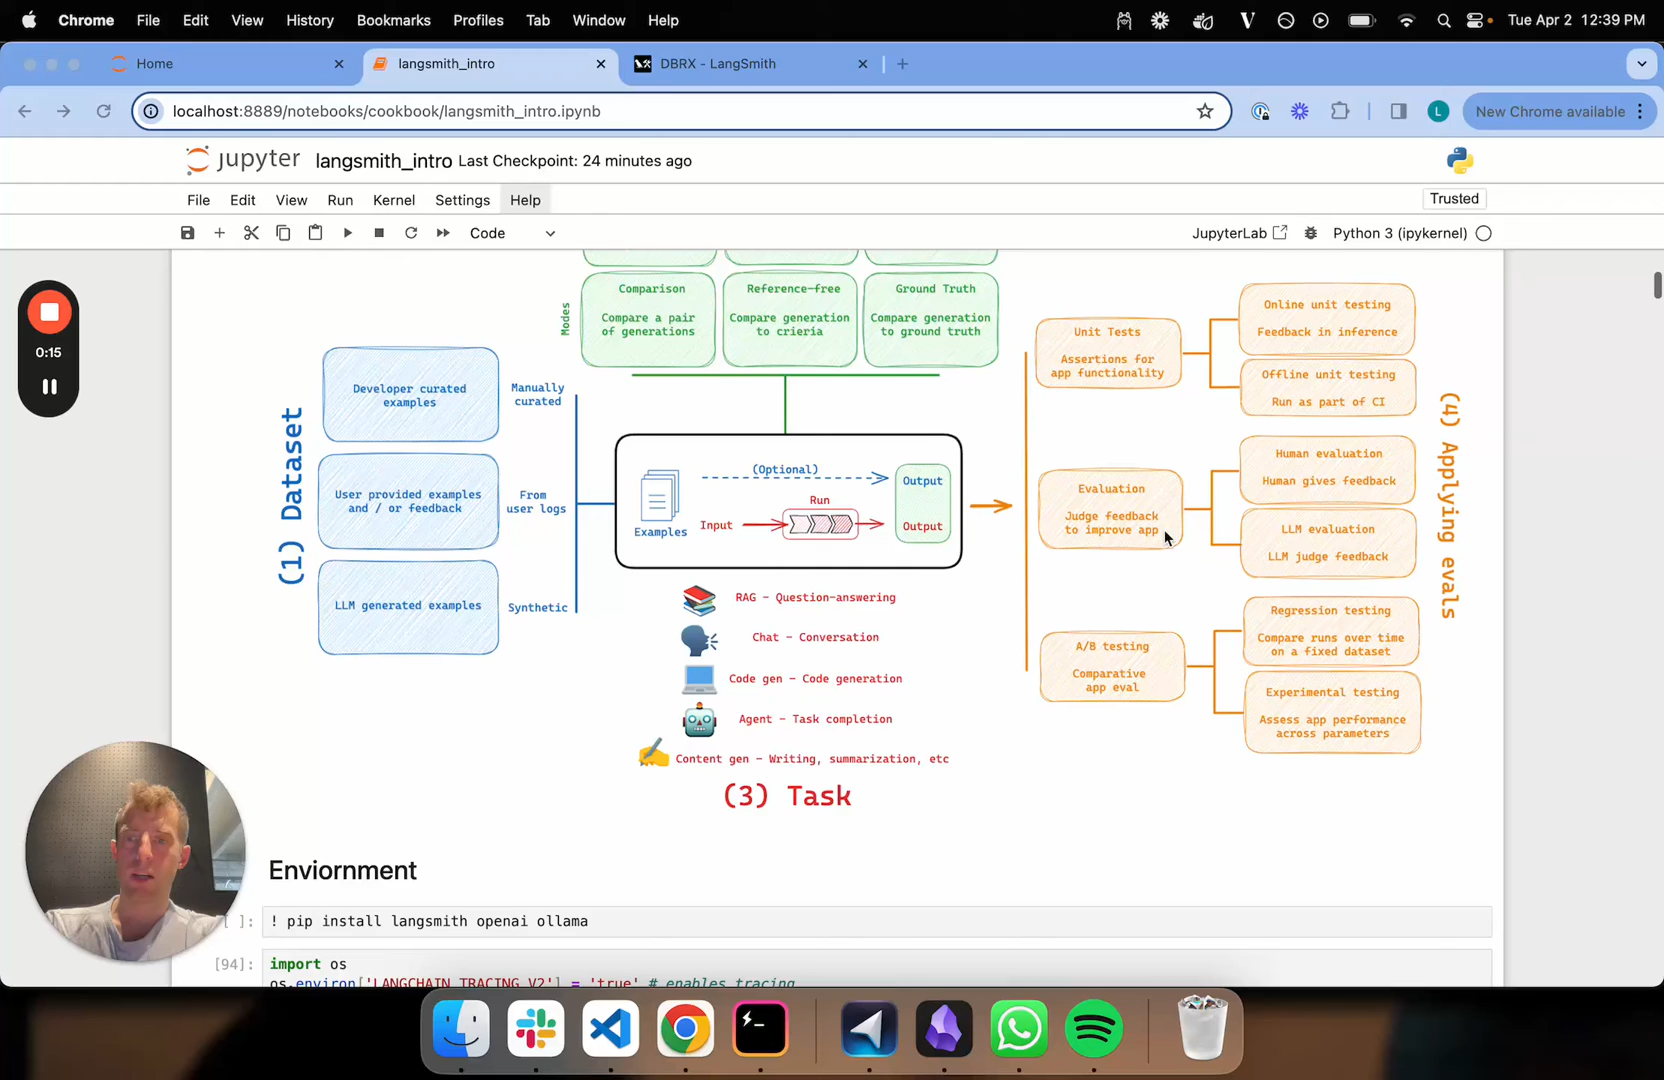 Chrome File Edit View History Bookmarks Profiles Tab Window Help Tue Apr 2 12:39 PM
Home langsmith_intro DBRX - LangSmith
localhost:8889/notebooks/cookbook/langsmith_intro.ipynb L New Chrome available
jupyter langsmith_intro Last Checkpoint: 24 minutes ago
File Edit View Run Kernel Settings Help Trusted
Code JupyterLab Python 3 (ipykernel)
0:15
(1) Dataset
Developer curated
examples
Manually
curated
User provided examples
and / or feedback
From
user logs
LLM generated examples
Synthetic
Modes
Comparison
Compare a pair
of generations
Reference-free
Compare generation
to crieria
Ground Truth
Compare generation
to ground truth
(Optional)
Output
Run
Examples
Input
Output
RAG - Question-answering
Chat - Conversation
Code gen - Code generation
Agent - Task completion
Content gen - Writing, summarization, etc
(3) Task
Unit Tests
Assertions for
app functionality
Online unit testing
Feedback in inference
Offline unit testing
Run as part of CI
Evaluation
Judge feedback
to improve app
Human evaluation
Human gives feedback
LLM evaluation
LLM judge feedback
A/B testing
Comparative
app eval
Regression testing
Compare runs over time
on a fixed dataset
Experimental testing
Assess app performance
across parameters
(4) Applying evals
Enviornment
[ ]: ! pip install langsmith openai ollama
[94]: import os
os.environ['LANGCHAIN_TRACING_V2'] = 'true' # enables tracing